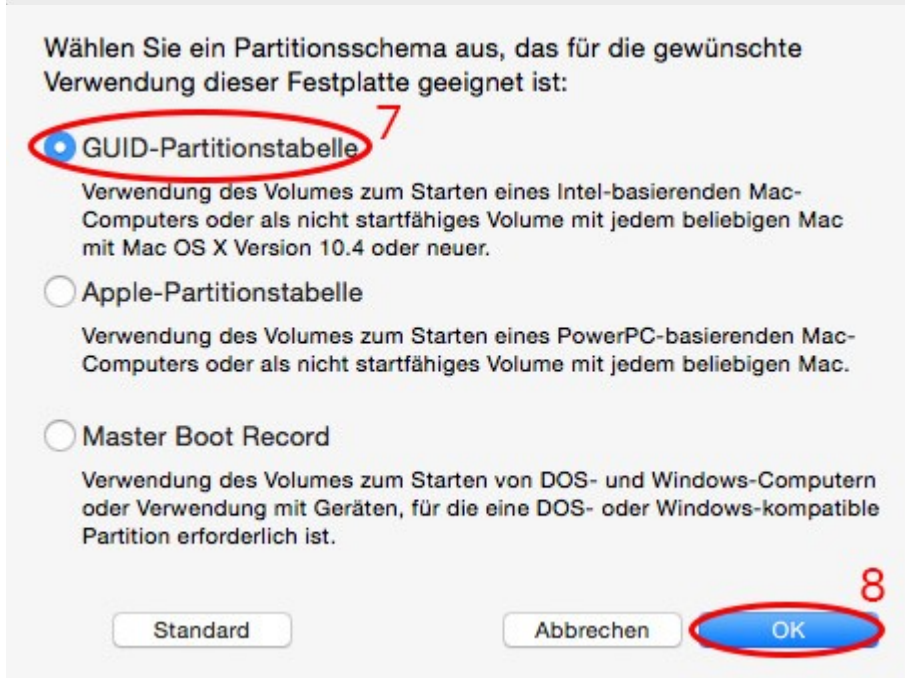 Wählen Sie ein Partitionsschema aus, das für die gewünschte
Verwendung dieser Festplatte geeignet ist:
7
GUID-Partitionstabelle
Verwendung des Volumes zum Starten eines Intel-basierenden Mac-
Computers oder als nicht startfähiges Volume mit jedem beliebigen Mac
mit Mac OS X Version 10.4 oder neuer.
Apple-Partitionstabelle
Verwendung des Volumes zum Starten eines PowerPC-basierenden Mac-
Computers oder als nicht startfähiges Volume mit jedem beliebigen Mac.
Master Boot Record
Verwendung des Volumes zum Starten von DOS- und Windows-Computern
oder Verwendung mit Geräten, für die eine DOS- oder Windows-kompatible
Partition erforderlich ist.
8
Standard Abbrechen OK